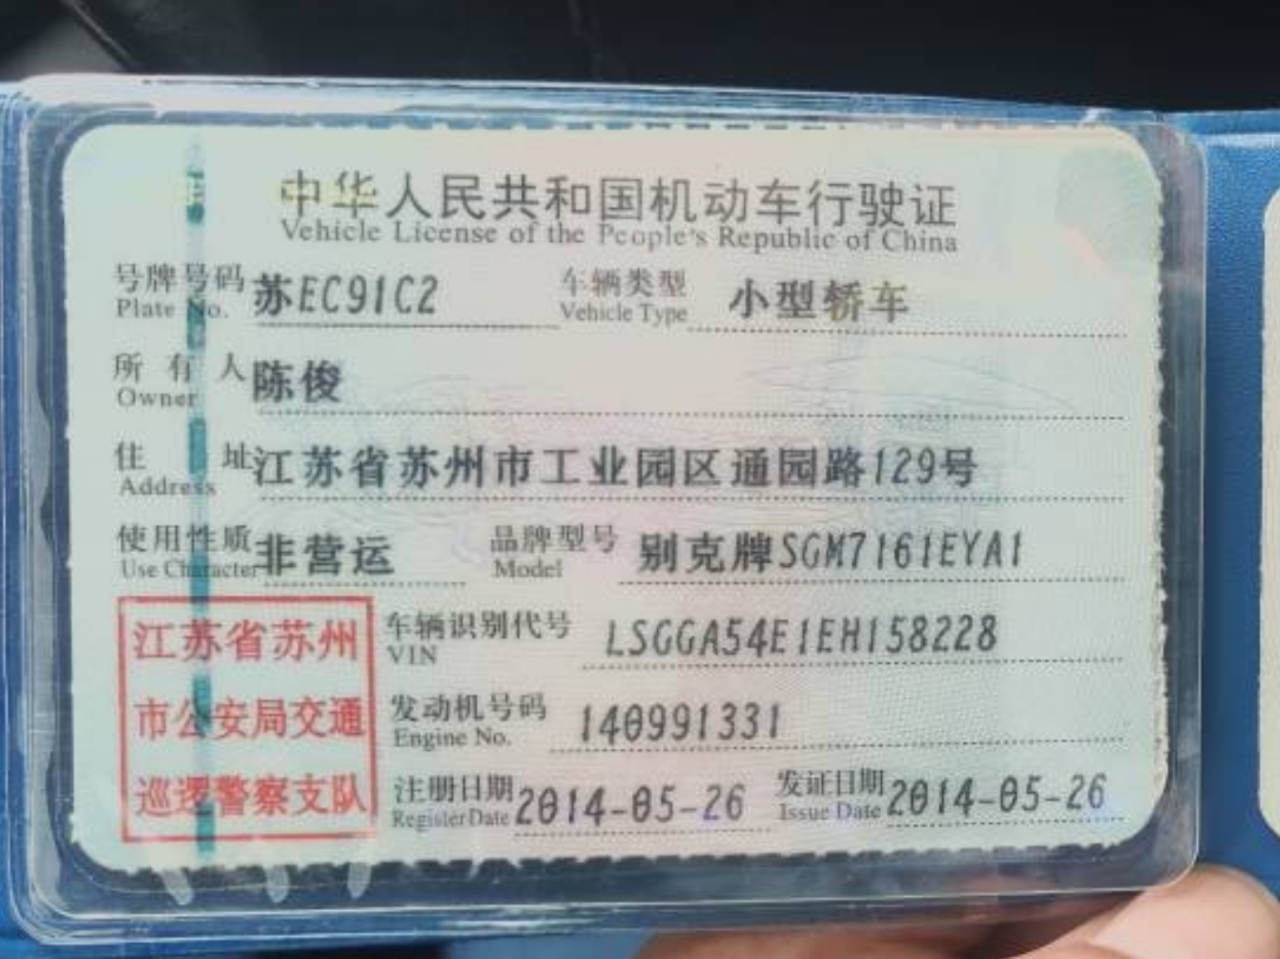 中华人民共和国机动车行驶证
Vehicle License of the People's Republic of China
号牌号码 苏EC91C2 车辆类型 小型轿车
Plate No. Vehicle Type
所有人 陈俊
Owner
住址 江苏省苏州市工业园区通园路129号
Address
使用性质 非营运 品牌型号 别克牌SGM7161EYA1
Use Character Model
江苏省苏州
市公安局交通
巡逻警察支队
车辆识别代号 LSGGA54E1EH158228
VIN
发动机号码 140991331
Engine No.
注册日期 2014-05-26 发证日期 2014-05-26
Register Date Issue Date